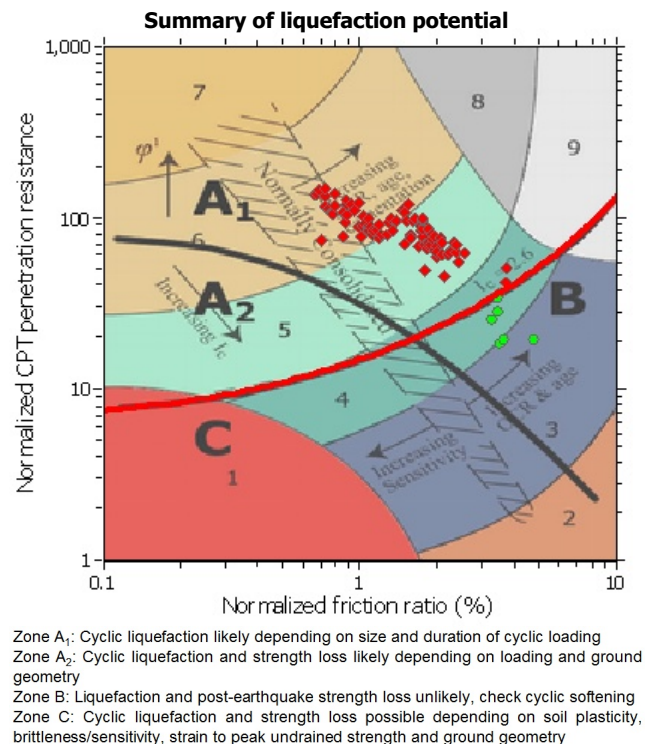 Summary of liquefaction potential
1,000
7
8
9
φ'
Increasing
OCR, age,
cementation
Normally Consolidated
A1
100
6
Ic = 2.6
A2
B
Increasing fc
5
10
4
Increasing
OCR & age
C
3
Increasing
Sensitivity
1
2
1
0.1
1
10
Normalized CPT penetration resistance
Normalized friction ratio (%)
Zone A1: Cyclic liquefaction likely depending on size and duration of cyclic loading
Zone A2: Cyclic liquefaction and strength loss likely depending on loading and ground
geometry
Zone B: Liquefaction and post-earthquake strength loss unlikely, check cyclic softening
Zone C: Cyclic liquefaction and strength loss possible depending on soil plasticity,
brittleness/sensitivity, strain to peak undrained strength and ground geometry